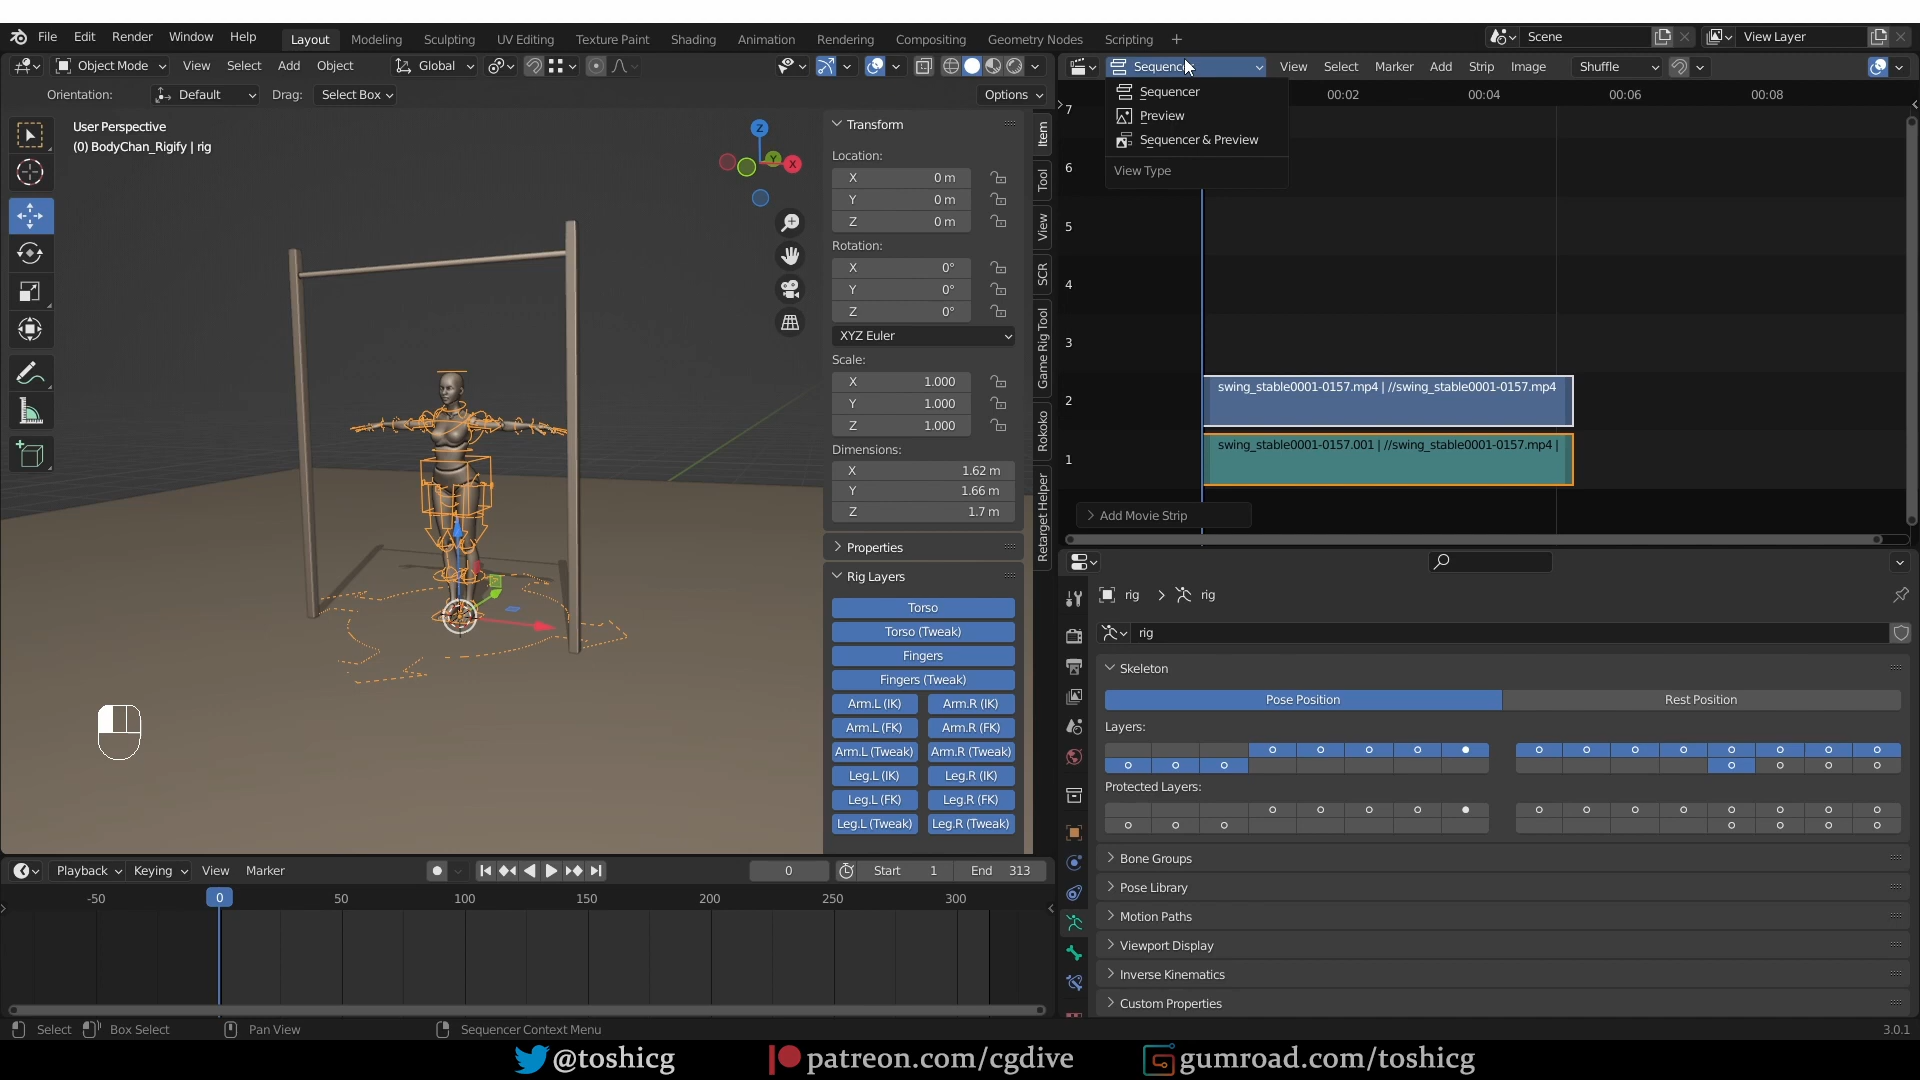 File Edit Render Window Help Layout Modeling Sculpting UV Editing Texture Paint Shading Animation Rendering Compositing Geometry Nodes Scripting Scene View Layer
Object Mode View Select Add Object Global
Orientation: Default Drag: Select Box Options
User Perspective
(0) BodyChan_Rigify | rig
Z
Y
X
Transform
Location:
X 0 m
Y 0 m
Z 0 m
Rotation:
X 0°
Y 0°
Z 0°
XYZ Euler
Scale:
X 1.000
Y 1.000
Z 1.000
Dimensions:
X 1.62 m
Y 1.66 m
Z 1.7 m
Properties
Rig Layers
Torso
Torso (Tweak)
Fingers
Fingers (Tweak)
Arm.L (IK) Arm.R (IK)
Arm.L (FK) Arm.R (FK)
Arm.L (Tweak) Arm.R (Tweak)
Leg.L (IK) Leg.R (IK)
Leg.L (FK) Leg.R (FK)
Leg.L (Tweak) Leg.R (Tweak)
Item
Tool
View
SCR
Game Rig Tool
Rokoko
Retarget Helper
View Select Marker Add Strip Image Shuffle
Sequencer
Preview
Sequencer & Preview
View Type
00:02 00:04 00:06 00:08
7
6
5
4
3
2
1
swing_stable0001-0157.mp4 | //swing_stable0001-0157.mp4
swing_stable0001-0157.001 | //swing_stable0001-0157.mp4 |
Add Movie Strip
rig rig
rig
Skeleton
Pose Position Rest Position
Layers:
Protected Layers:
Bone Groups
Pose Library
Motion Paths
Viewport Display
Inverse Kinematics
Custom Properties
Playback Keying View Marker 0 Start 1 End 313
-50 0 50 100 150 200 250 300
Select Box Select Pan View Sequencer Context Menu 3.0.1
@toshicg patreon.com/cgdive gumroad.com/toshicg